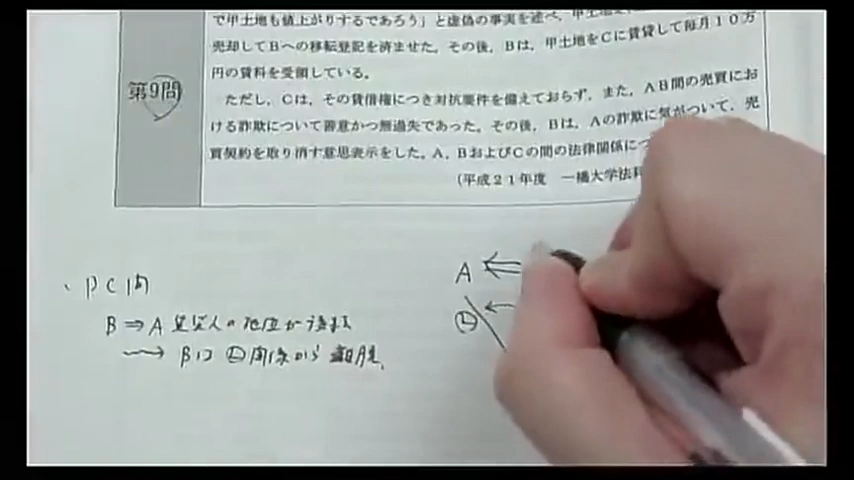 で甲土地も値上がりするであろう」と虚偽の事実を述べ、甲土地
売却してBへの移転登記を済ませた。その後、Bは、甲土地をCに賃貸して毎月10万
円の賃料を受領している。
第9問
ただし、Cは、その賃借権につき対抗要件を備えておらず、また、AB間の売買にお
ける詐欺について善意かつ無過失であった。その後、Bは、Aの詐欺に気がついて、売
買契約を取り消す意思表示をした。A、BおよびCの間の法律関係につ
(平成21年度 一橋大学法科
・BC間
A
B⇒A 賃貸人の地位が移転
L
Bは Ⓛ関係から離脱